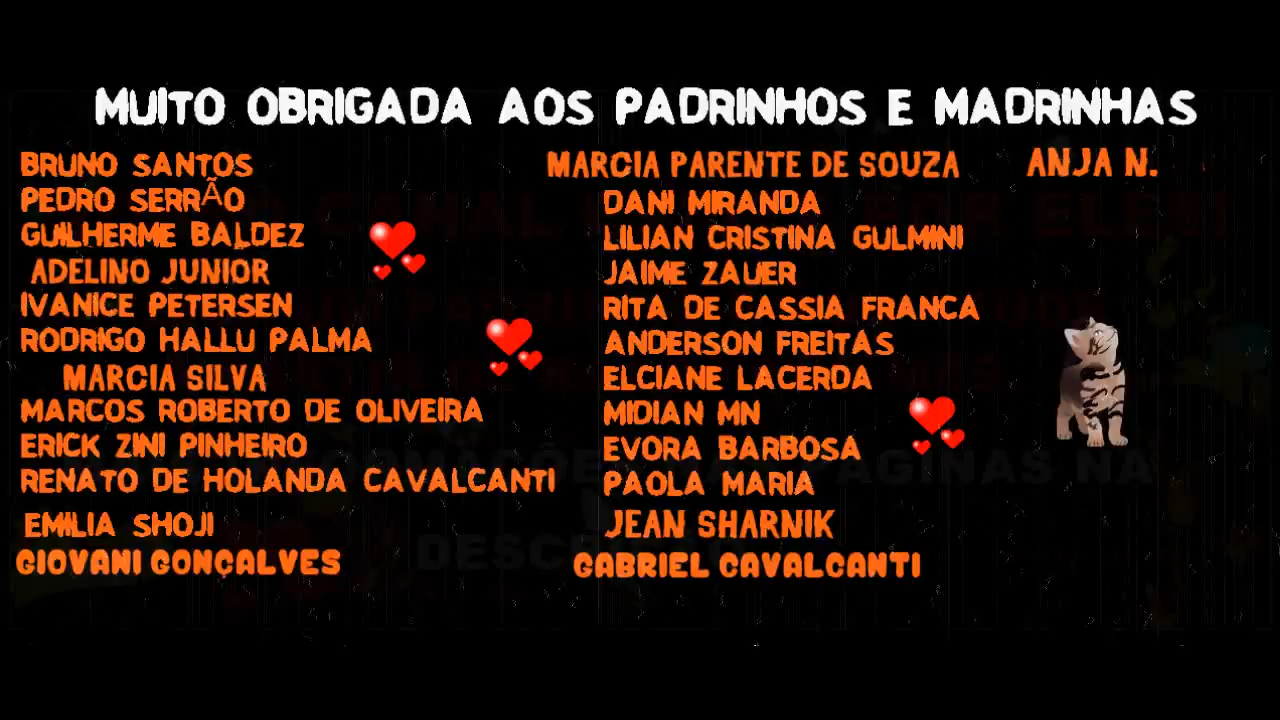 MUITO OBRIGADA AOS PADRINHOS E MADRINHAS
BRUNO SANTOS
PEDRO SERRÃO
GUILHERME BALDEZ
ADELINO JUNIOR
IVANICE PETERSEN
RODRIGO HALLU PALMA
MARCIA SILVA
MARCOS ROBERTO DE OLIVEIRA
ERICK ZINI PINHEIRO
RENATO DE HOLANDA CAVALCANTI
EMILIA SHOJI
GIOVANI GONÇALVES
MARCIA PARENTE DE SOUZA
DANI MIRANDA
LILIAN CRISTINA GULMINI
JAIME ZAUER
RITA DE CASSIA FRANCA
ANDERSON FREITAS
ELCIANE LACERDA
MIDIAN MN
EVORA BARBOSA
PAOLA MARIA
JEAN SHARNIK
GABRIEL CAVALCANTI
ANJA N.